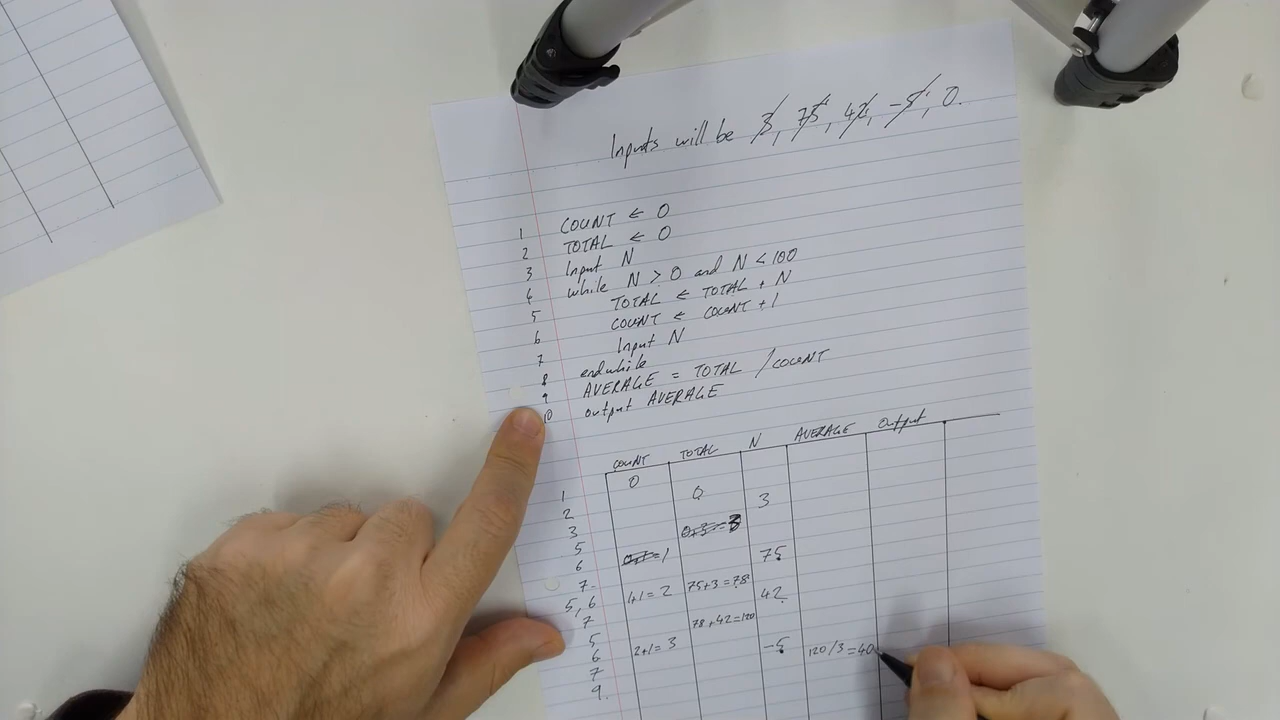 Inputs will be 3, 75, 42, -5, 0.
1 COUNT ← 0
2 TOTAL ← 0
3 Input N
4 while N > 0 and N < 100
5 TOTAL ← TOTAL + N
6 COUNT ← COUNT + 1
7 Input N
8 endwhile
9 AVERAGE = TOTAL / COUNT
10 output AVERAGE
COUNT TOTAL N AVERAGE Output
1 0
2 0
3 3
5 0+3=3
6 0+1=1
7 75
5,6 1+1=2 75+3=78
7 42
5 78+42=120
6 2+1=3
7 -5
9. 120/3=40